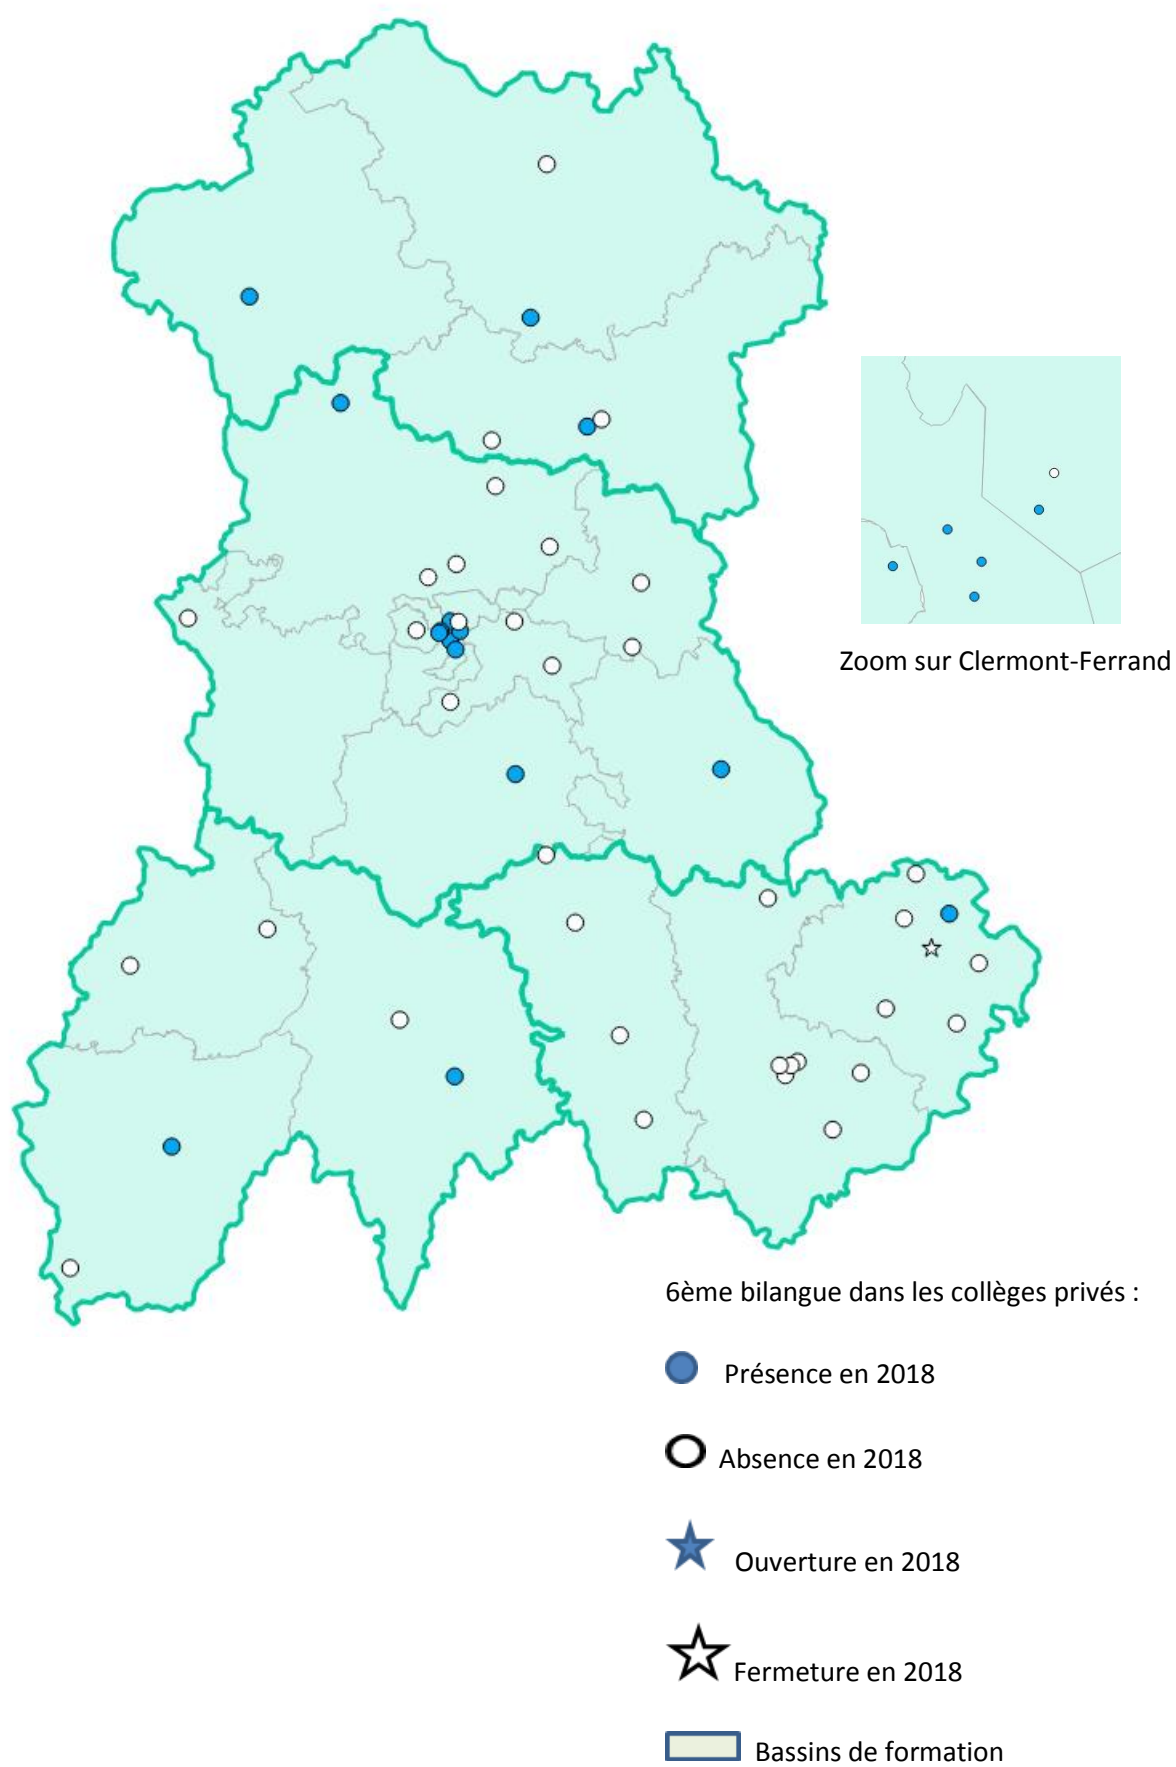 Zoom sur Clermont-Ferrand
6ème bilangue dans les collèges privés :
Présence en 2018
Absence en 2018
Ouverture en 2018
Fermeture en 2018
Bassins de formation